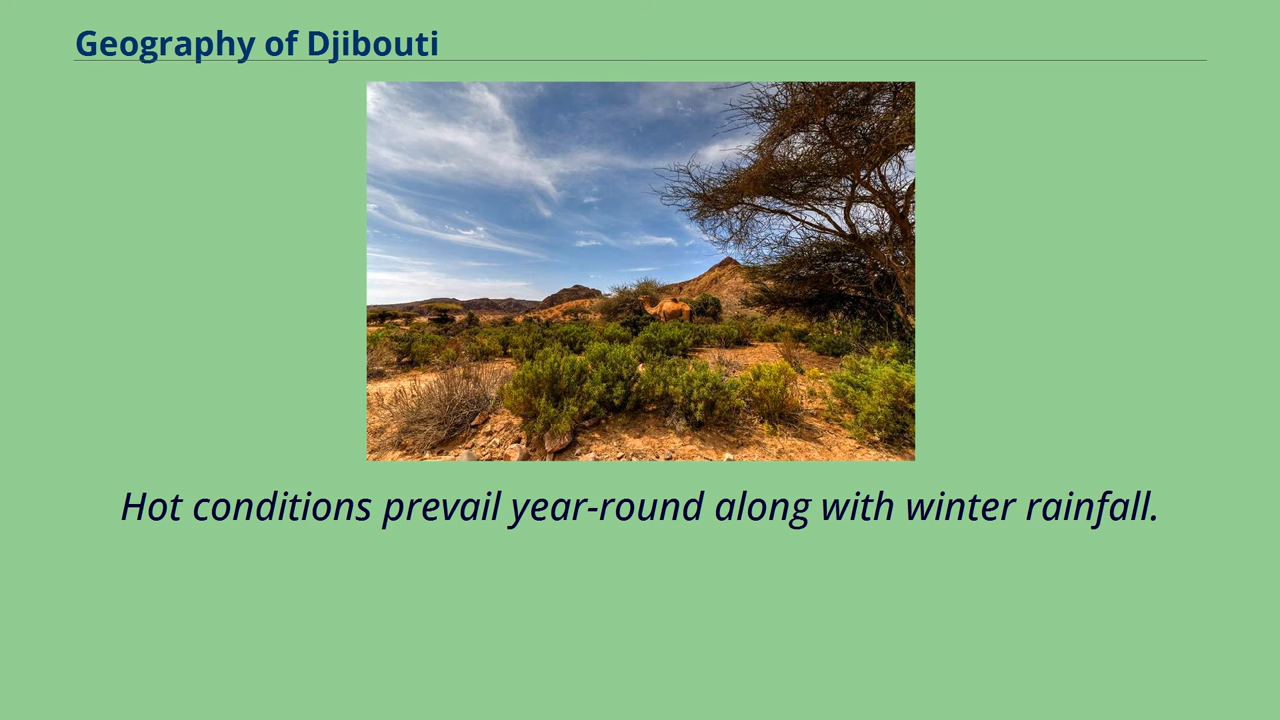 Geography of Djibouti
Hot conditions prevail year-round along with winter rainfall.